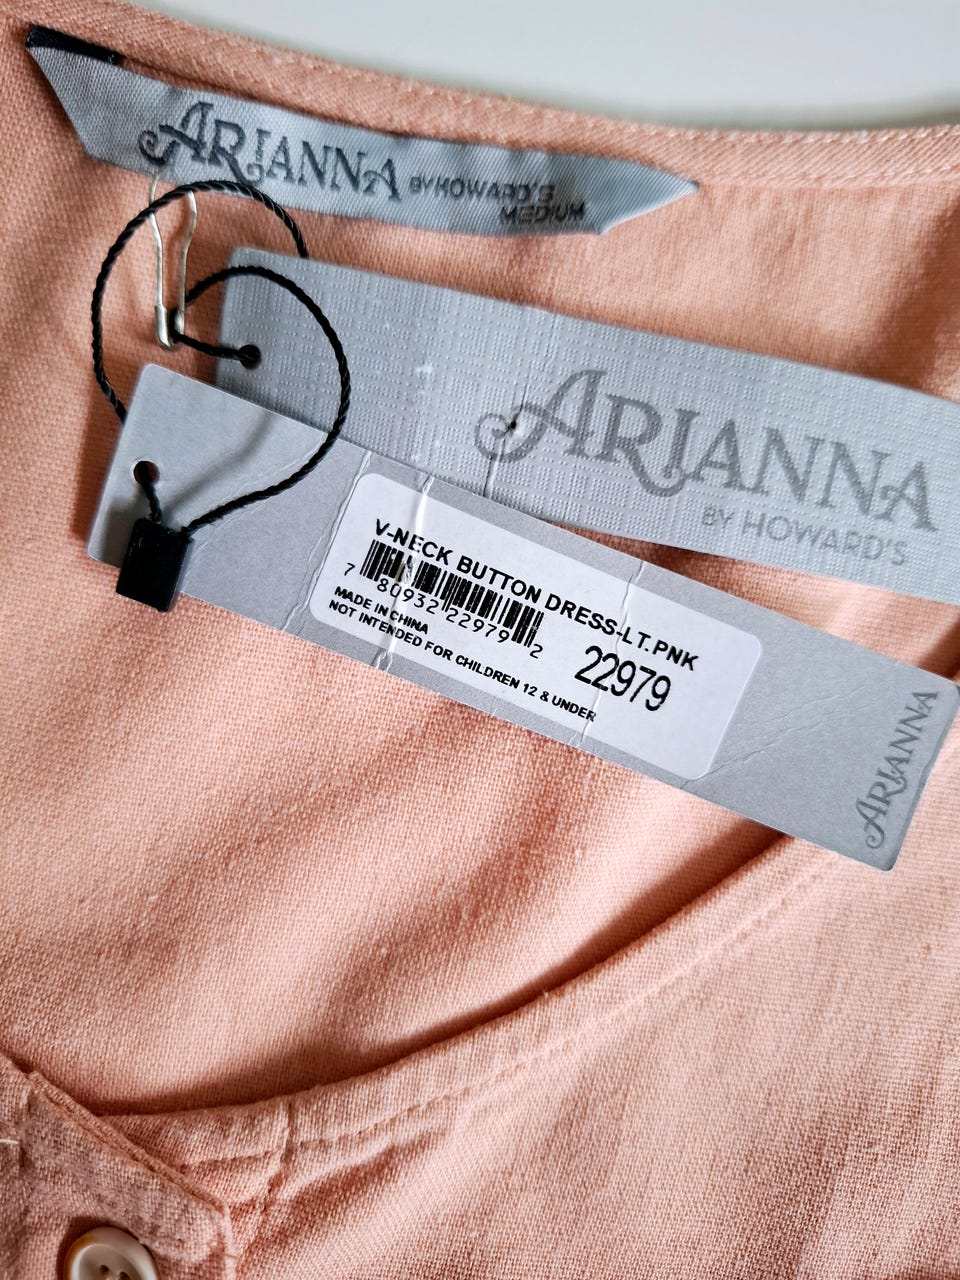 ARIANNA BY HOWARD'S
MEDIUM
ARIANNA
BY HOWARD'S
V-NECK BUTTON DRESS-LT.PNK
7 80932 22979 2
22979
MADE IN CHINA
NOT INTENDED FOR CHILDREN 12 & UNDER
ARIANNA